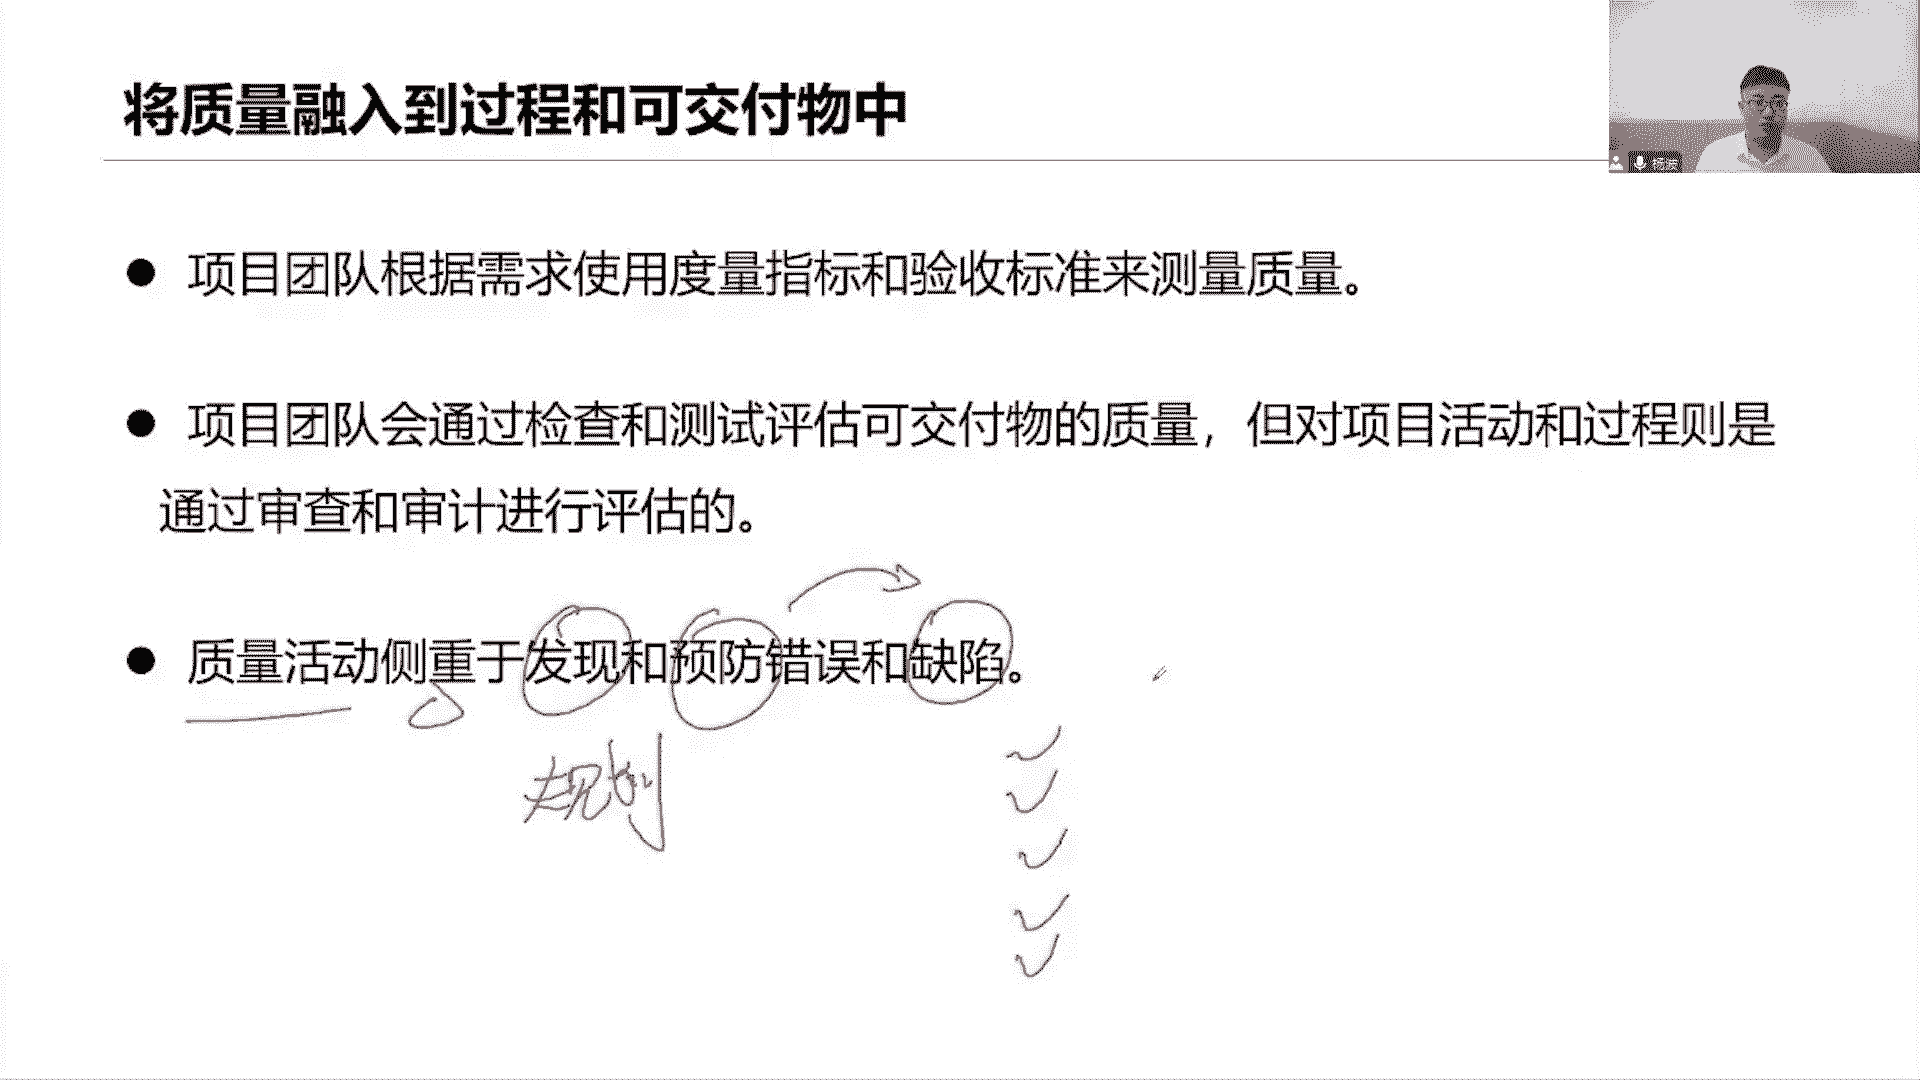 将质量融入到过程和可交付物中
杨波
● 项目团队根据需求使用度量指标和验收标准来测量质量。
● 项目团队会通过检查和测试评估可交付物的质量，但对项目活动和过程则是
通过审查和审计进行评估的。
● 质量活动侧重于发现和预防错误和缺陷。
规划